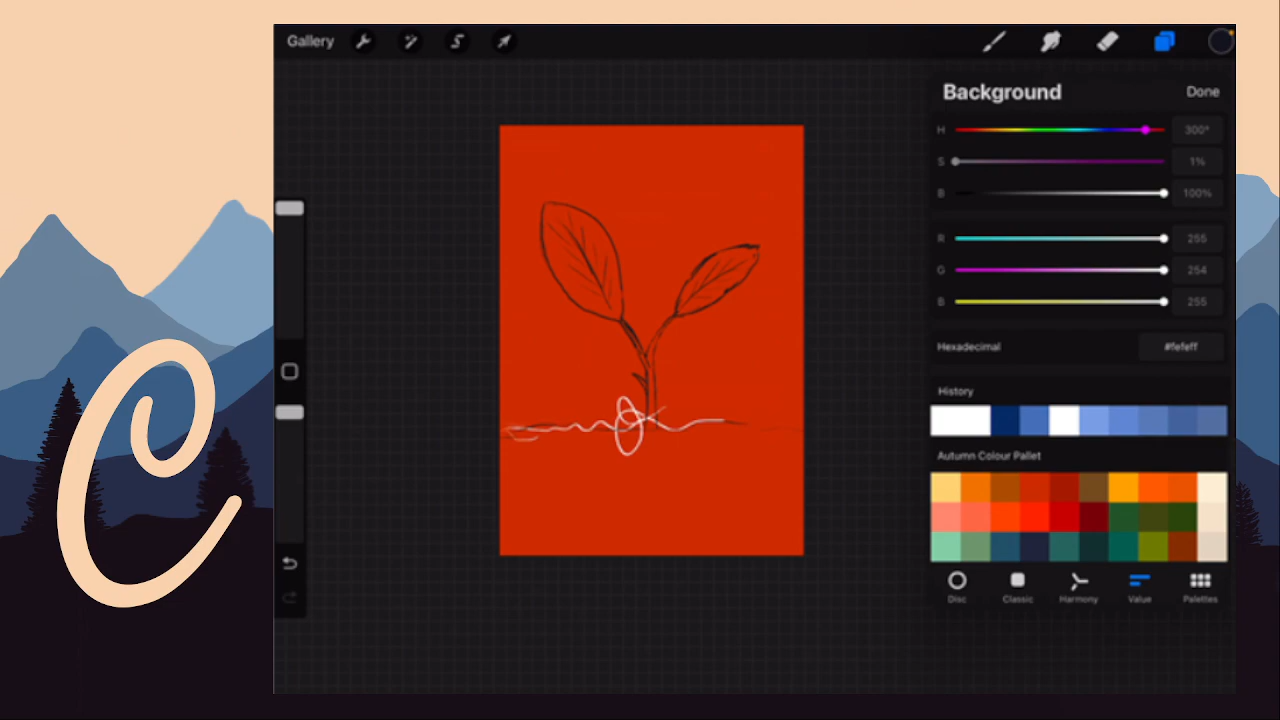 Gallery
Background Done
H 300°
S 1%
B 100%
R 255
G 254
B 255
Hexadecimal #fefeff
History
Autumn Colour Pallet
Disc Classic Harmony Value Palettes
C